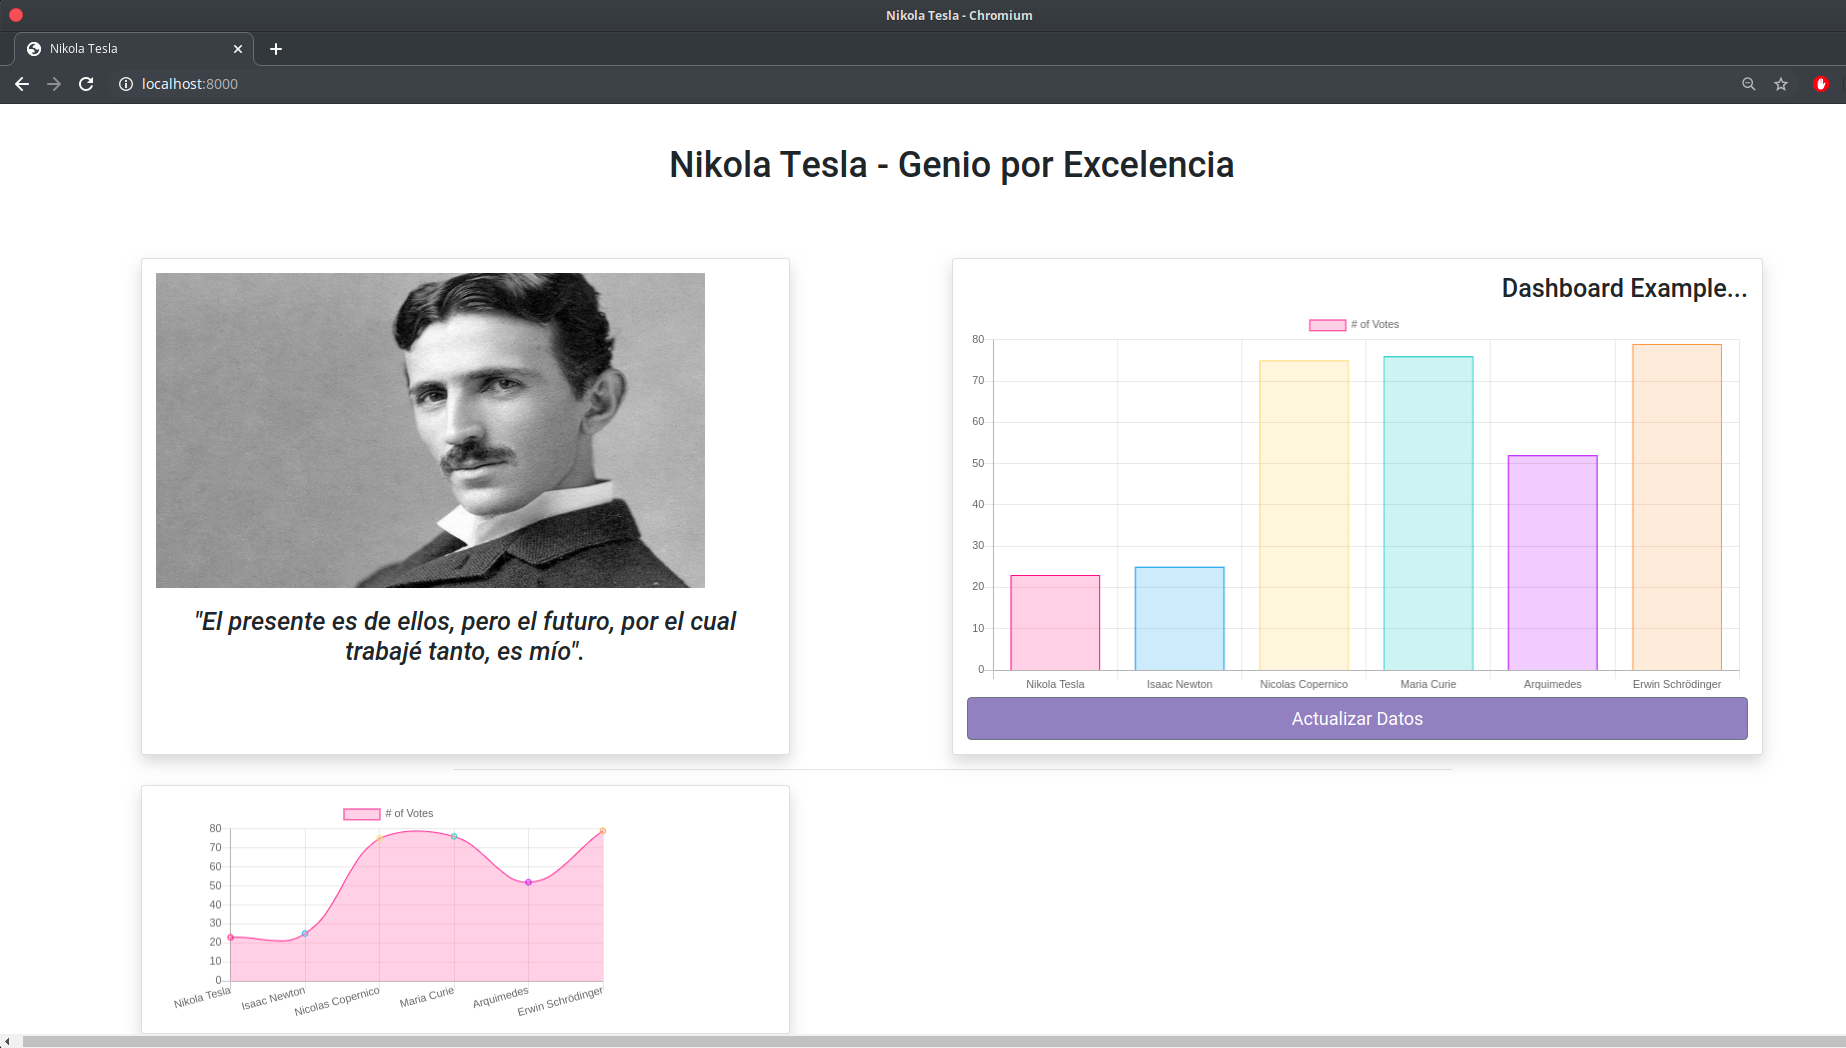 Nikola Tesla - Chromium
Nikola Tesla
localhost:8000
Nikola Tesla - Genio por Excelencia
"El presente es de ellos, pero el futuro, por el cual
trabajé tanto, es mío".
Dashboard Example...
# of Votes
80
70
60
50
40
30
20
10
0
Nikola Tesla Isaac Newton Nicolas Copernico Maria Curie Arquimedes Erwin Schrödinger
Actualizar Datos
# of Votes
80
70
60
50
40
30
20
10
0
Nikola Tesla Isaac Newton Nicolas Copernico Maria Curie Arquimedes Erwin Schrödinger